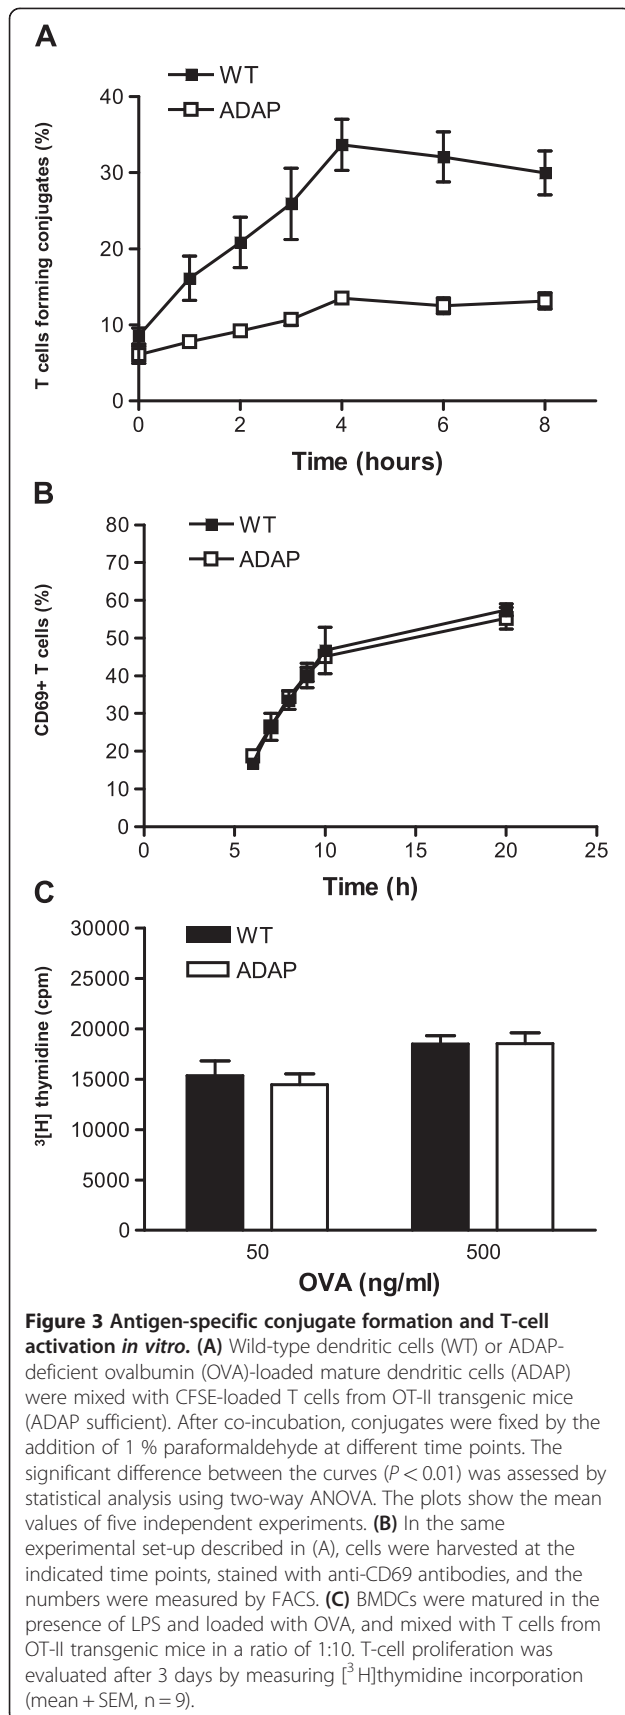 A
WT
ADAP
40
30
20
10
0
T cells forming conjugates (%)
0 2 4 6 8
Time (hours)
B
WT
ADAP
80
70
60
50
40
30
20
10
0
CD69+ T cells (%)
0 5 10 15 20 25
Time (h)
C
WT
ADAP
30000
25000
20000
15000
10000
5000
0
³[H] thymidine (cpm)
50 500
OVA (ng/ml)
Figure 3 Antigen-specific conjugate formation and T-cell
activation in vitro. (A) Wild-type dendritic cells (WT) or ADAP-
deficient ovalbumin (OVA)-loaded mature dendritic cells (ADAP)
were mixed with CFSE-loaded T cells from OT-II transgenic mice
(ADAP sufficient). After co-incubation, conjugates were fixed by the
addition of 1 % paraformaldehyde at different time points. The
significant difference between the curves (P < 0.01) was assessed by
statistical analysis using two-way ANOVA. The plots show the mean
values of five independent experiments. (B) In the same
experimental set-up described in (A), cells were harvested at the
indicated time points, stained with anti-CD69 antibodies, and the
numbers were measured by FACS. (C) BMDCs were matured in the
presence of LPS and loaded with OVA, and mixed with T cells from
OT-II transgenic mice in a ratio of 1:10. T-cell proliferation was
evaluated after 3 days by measuring [³H]thymidine incorporation
(mean + SEM, n = 9).